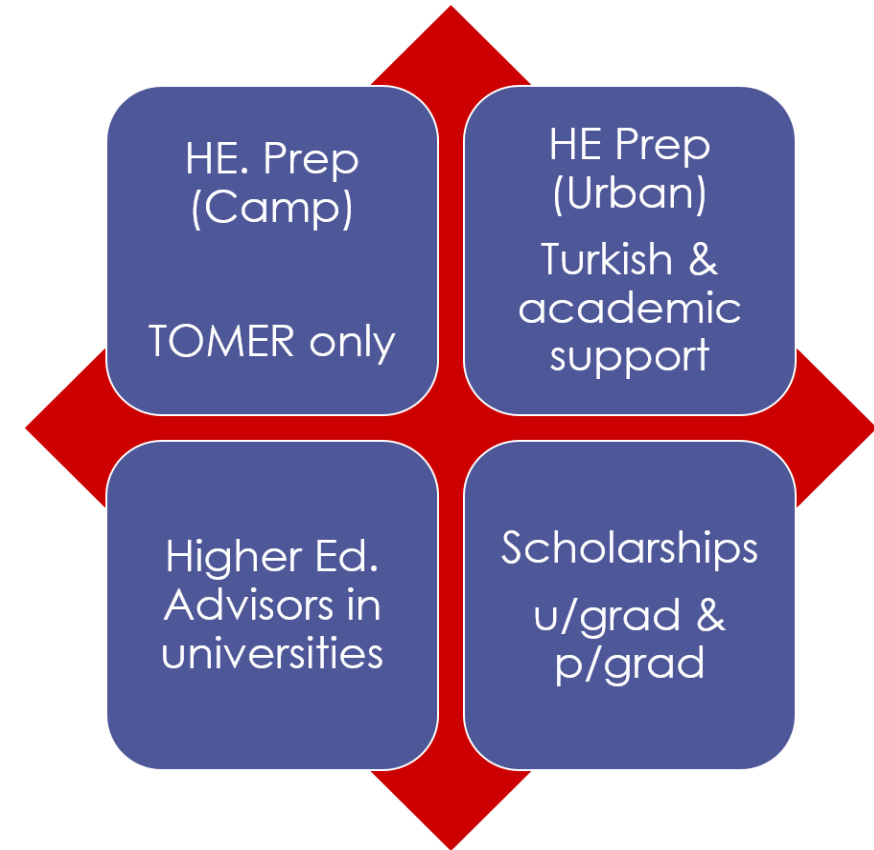 HE. Prep
(Camp)
TOMER only
HE Prep
(Urban)
Turkish &
academic
support
Higher Ed.
Advisors in
universities
Scholarships
u/grad &
p/grad